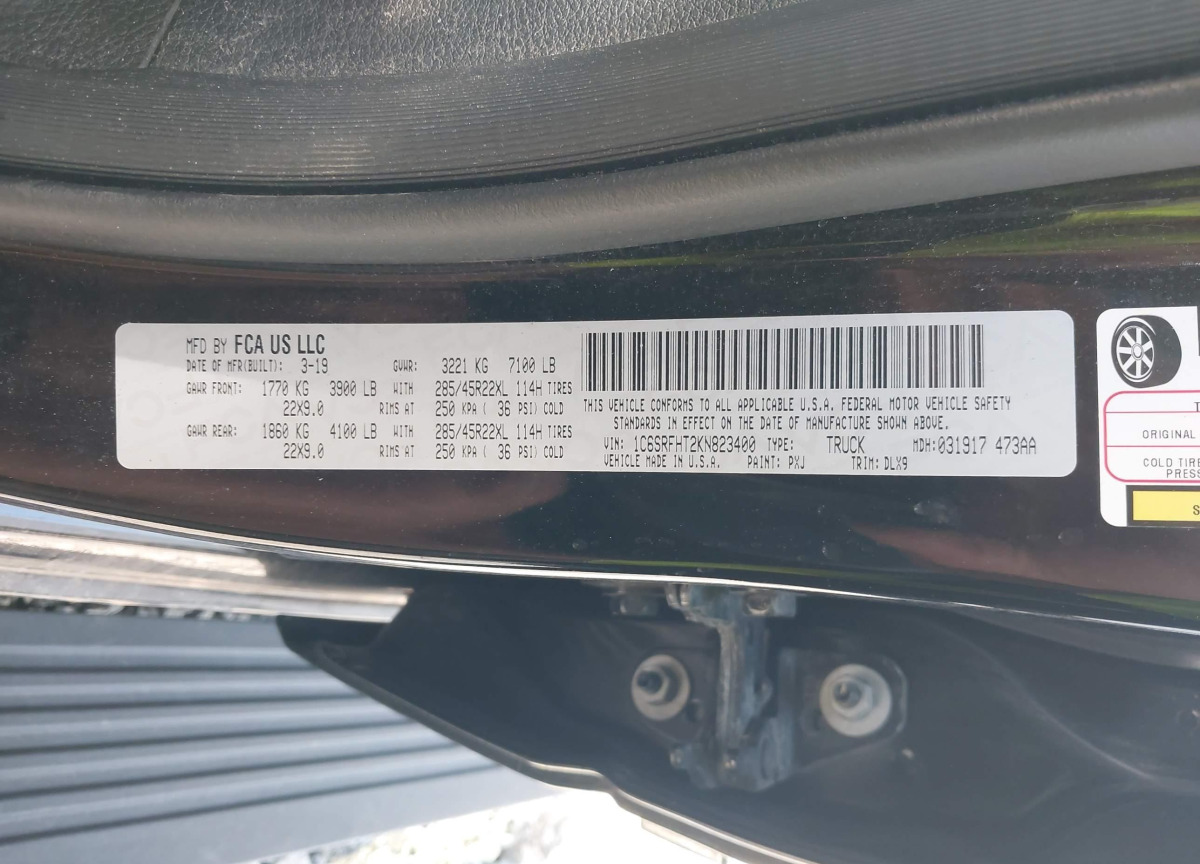 MFD BY FCA US LLC
DATE OF MFR(BUILT): 3-19 GVWR: 3221 KG 7100 LB
GAWR FRONT: 1770 KG 3900 LB WITH 285/45R22XL 114H TIRES
22X9.0 RIMS AT 250 KPA ( 36 PSI) COLD
GAWR REAR: 1860 KG 4100 LB WITH 285/45R22XL 114H TIRES
22X9.0 RIMS AT 250 KPA ( 36 PSI) COLD
THIS VEHICLE CONFORMS TO ALL APPLICABLE U.S.A. FEDERAL MOTOR VEHICLE SAFETY
STANDARDS IN EFFECT ON THE DATE OF MANUFACTURE SHOWN ABOVE.
VIN: 1C6SRFHT2KN823400 TYPE: TRUCK MDH:031917 473AA
VEHICLE MADE IN U.S.A. PAINT: PXJ TRIM: DLX9
ORIGINAL
COLD TIRE
PRESS